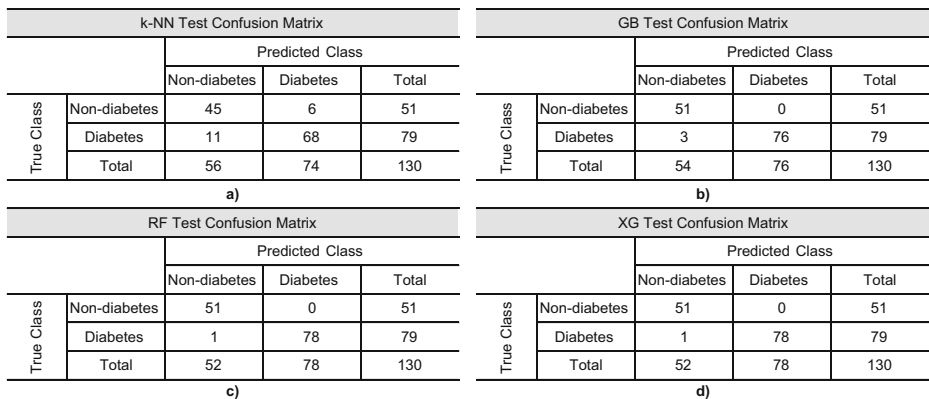 k-NN Test Confusion Matrix
Predicted Class
Non-diabetes Diabetes Total
True Class
Non-diabetes 45 6 51
Diabetes 11 68 79
Total 56 74 130
a)
GB Test Confusion Matrix
Predicted Class
Non-diabetes Diabetes Total
True Class
Non-diabetes 51 0 51
Diabetes 3 76 79
Total 54 76 130
b)
RF Test Confusion Matrix
Predicted Class
Non-diabetes Diabetes Total
True Class
Non-diabetes 51 0 51
Diabetes 1 78 79
Total 52 78 130
c)
XG Test Confusion Matrix
Predicted Class
Non-diabetes Diabetes Total
True Class
Non-diabetes 51 0 51
Diabetes 1 78 79
Total 52 78 130
d)